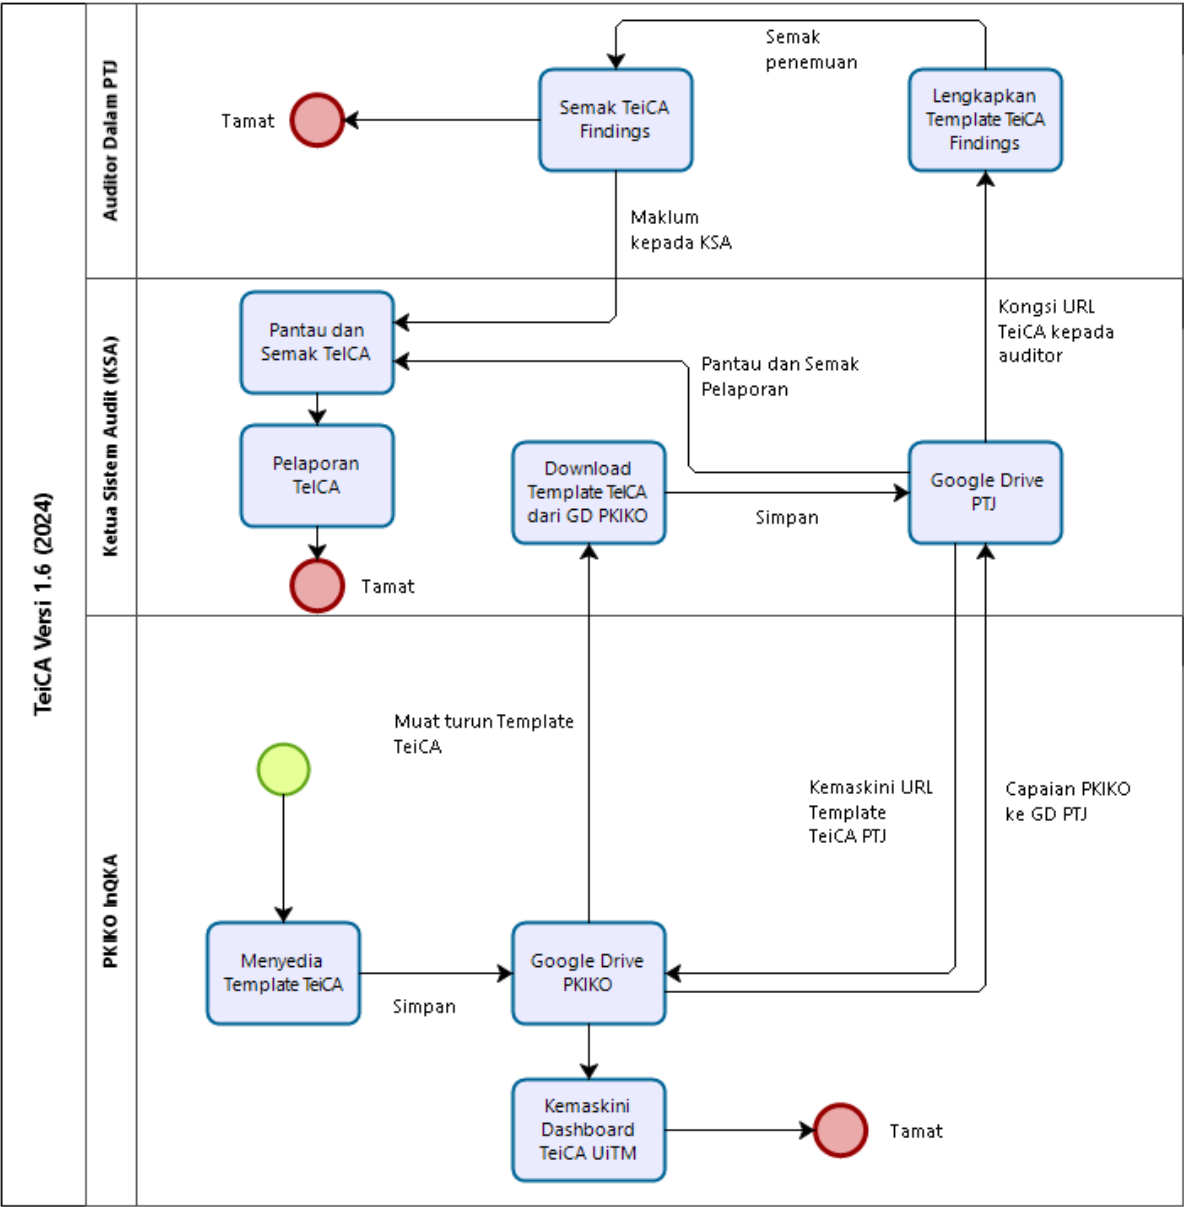 TeiCA Versi 1.6 (2024)
Auditor Dalam PTJ
Semak
penemuan
Tamat
Semak TeiCA
Findings
Lengkapkan
Template TeiCA
Findings
Maklum
kepada KSA
Ketua Sistem Audit (KSA)
Pantau dan
Semak TeICA
Kongsi URL
TeiCA kepada
auditor
Pantau dan Semak
Pelaporan
Pelaporan
TeICA
Download
Template TeICA
dari GD PKIKO
Simpan
Google Drive
PTJ
Tamat
PKIKO InQKA
Muat turun Template
TeiCA
Kemaskini URL
Template
TeiCA PTJ
Capaian PKIKO
ke GD PTJ
Menyedia
Template TeiCA
Simpan
Google Drive
PKIKO
Kemaskini
Dashboard
TeiCA UiTM
Tamat